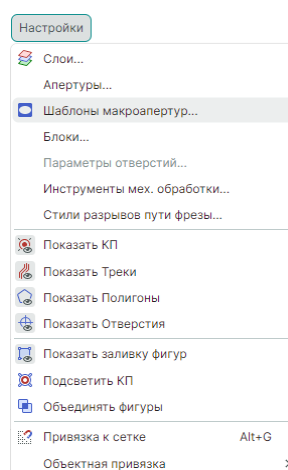 Настройки
Слои...
Апертуры...
Шаблоны макроапертур...
Блоки...
Параметры отверстий...
Инструменты мех. обработки...
Стили разрывов пути фрезы...
Показать КП
Показать Треки
Показать Полигоны
Показать Отверстия
Показать заливку фигур
Подсветить КП
Объединять фигуры
Привязка к сетке Alt+G
Объектная привязка